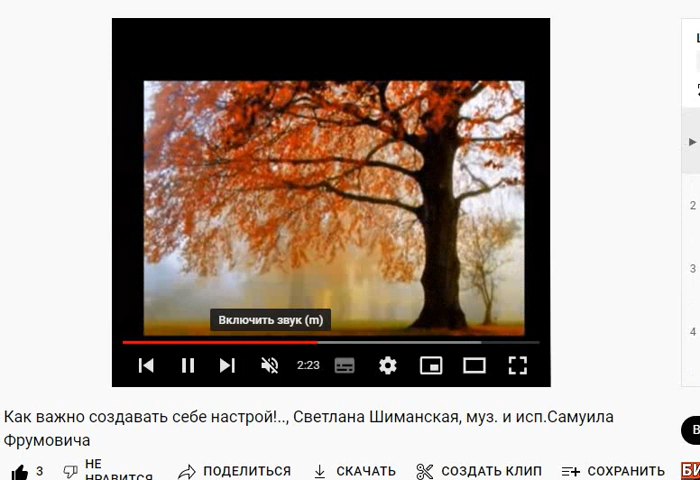 Включить звук (m)
2:23
Как важно создавать себе настрой!.., Светлана Шиманская, муз. и исп.Самуила
Фрумовича
3
НЕ
НРАВИТСЯ
ПОДЕЛИТЬСЯ
СКАЧАТЬ
СОЗДАТЬ КЛИП
СОХРАНИТЬ
2
3
4